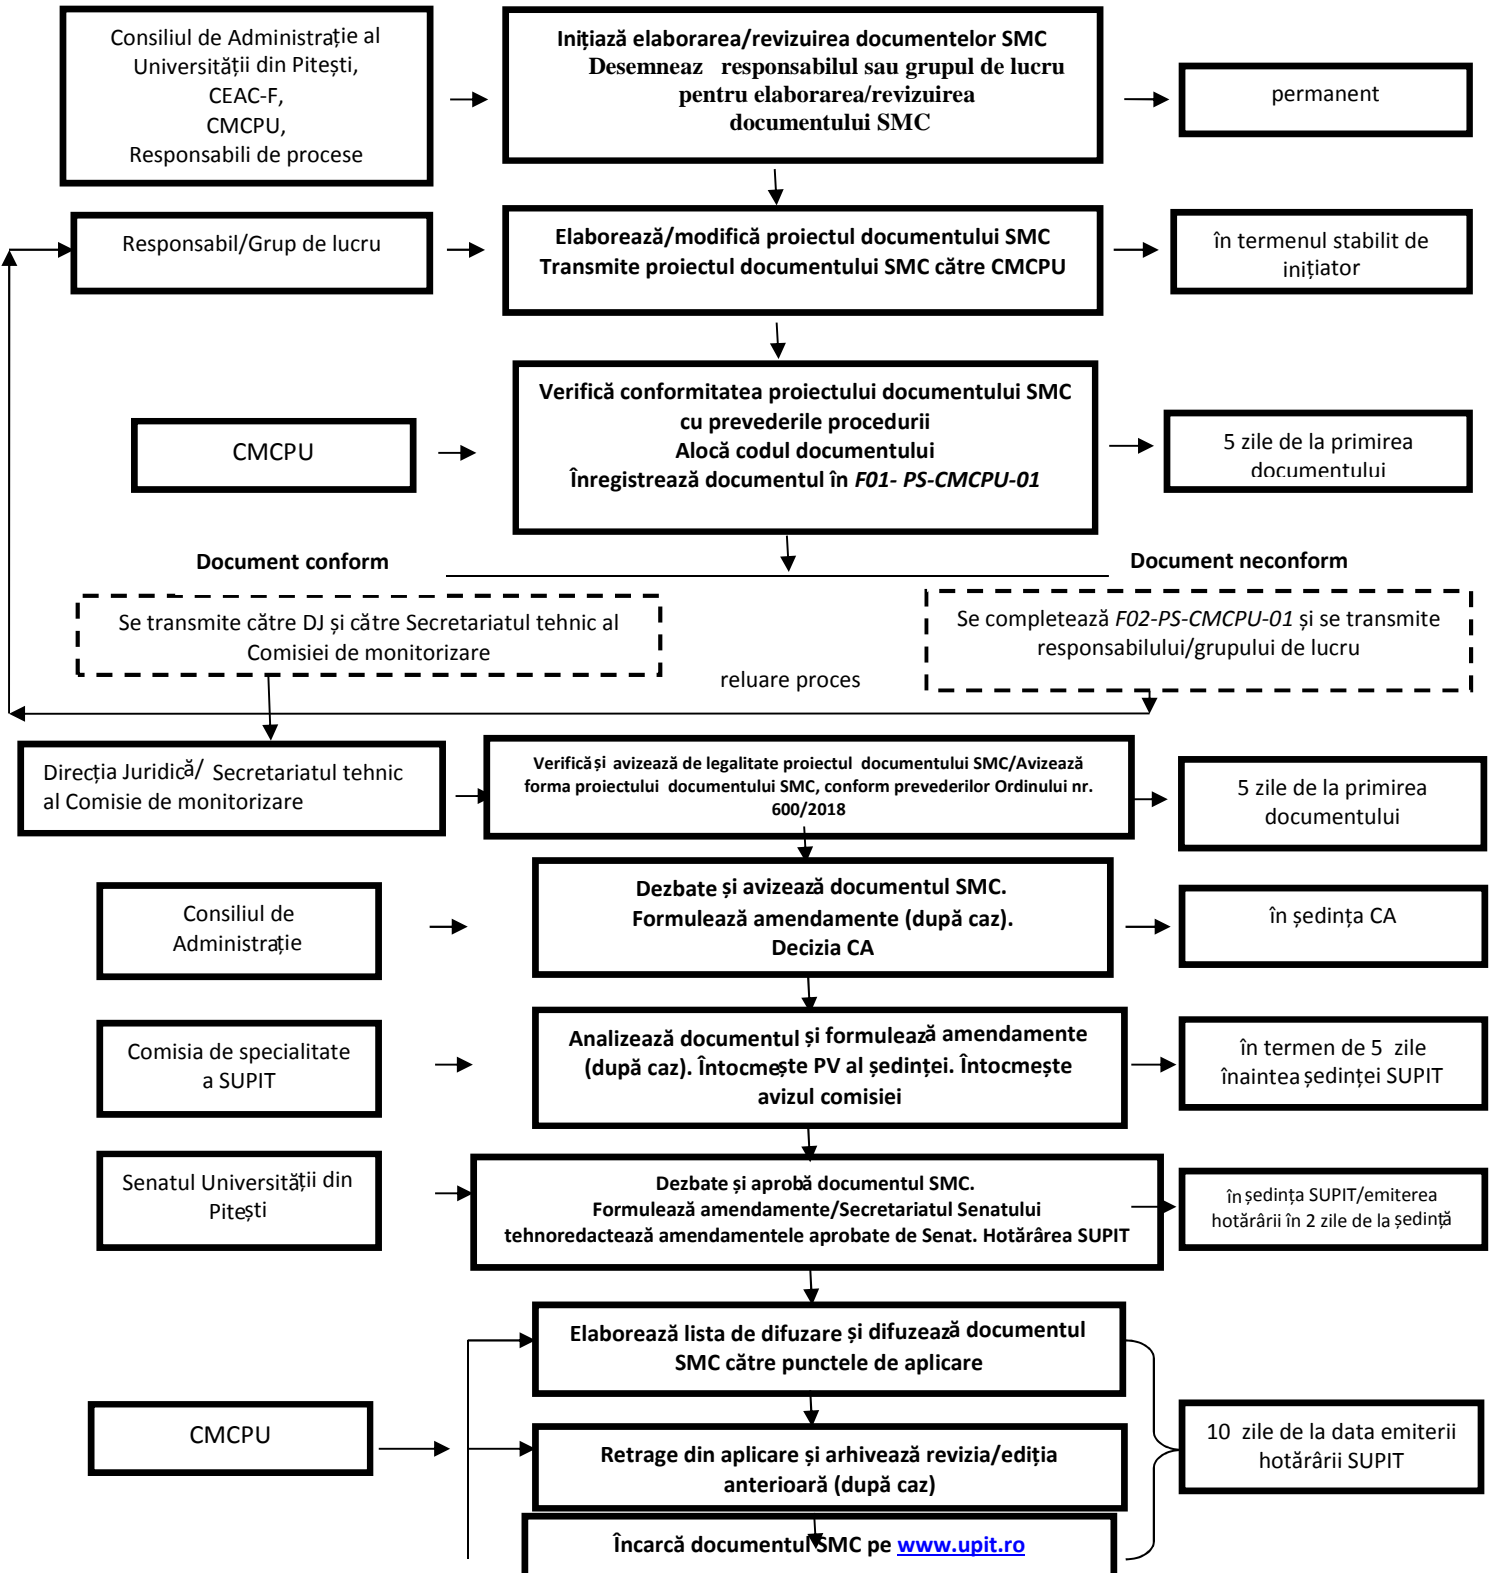 Consiliul de Administrație al
Universității din Pitești,
CEAC-F,
CMCPU,
Responsabili de procese
Inițiază elaborarea/revizuirea documentelor SMC
Desemneaz responsabilul sau grupul de lucru
pentru elaborarea/revizuirea
documentului SMC
permanent
Responsabil/Grup de lucru
Elaborează/modifică proiectul documentului SMC
Transmite proiectul documentului SMC către CMCPU
în termenul stabilit de
inițiator
CMCPU
Verifică conformitatea proiectului documentului SMC
cu prevederile procedurii
Alocă codul documentului
Înregistrează documentul în F01- PS-CMCPU-01
5 zile de la primirea
documentului
Document conform
Document neconform
Se transmite către DJ și către Secretariatul tehnic al
Comisiei de monitorizare
Se completează F02-PS-CMCPU-01 și se transmite
responsabilului/grupului de lucru
reluare proces
Direcția Juridică/ Secretariatul tehnic
al Comisie de monitorizare
Verifică și avizează de legalitate proiectul documentului SMC/Avizează
forma proiectului documentului SMC, conform prevederilor Ordinului nr.
600/2018
5 zile de la primirea
documentului
Consiliul de
Administrație
Dezbate și avizează documentul SMC.
Formulează amendamente (după caz).
Decizia CA
în ședința CA
Comisia de specialitate
a SUPIT
Analizează documentul și formulează amendamente
(după caz). Întocmește PV al ședinței. Întocmește
avizul comisiei
în termen de 5 zile
înaintea ședinței SUPIT
Senatul Universității din
Pitești
Dezbate și aprobă documentul SMC.
Formulează amendamente/Secretariatul Senatului
tehnoredactează amendamentele aprobate de Senat. Hotărârea SUPIT
în ședința SUPIT/emiterea
hotărârii în 2 zile de la ședință
Elaborează lista de difuzare și difuzează documentul
SMC către punctele de aplicare
CMCPU
Retrage din aplicare și arhivează revizia/ediția
anterioară (după caz)
10 zile de la data emiterii
hotărârii SUPIT
Încarcă documentul SMC pe www.upit.ro